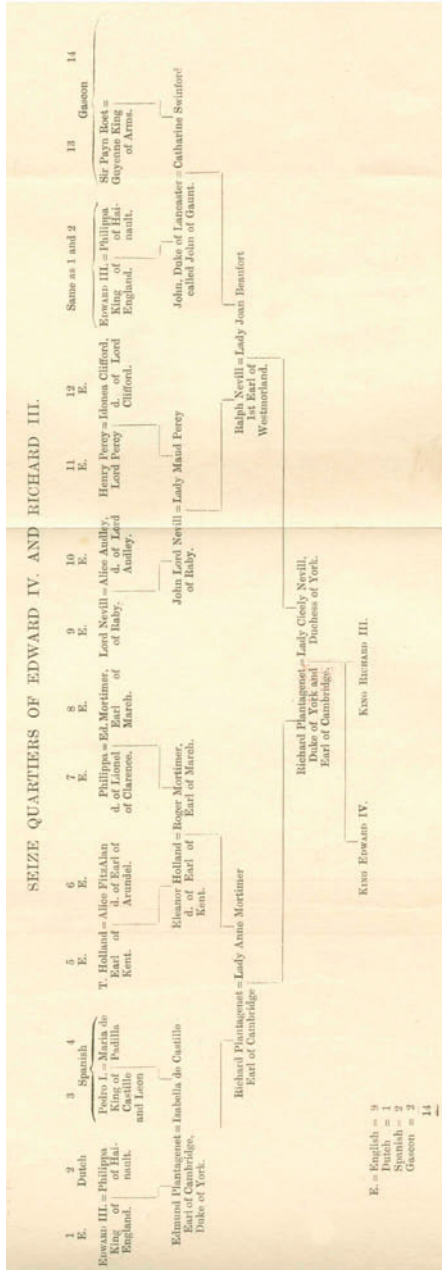 SEIZE QUARTIERS OF EDWARD IV. AND RICHARD III.
1 2 3 4 5 6 7 8 9 10 11 12 Same as 1 and 2 13 14
E. Dutch Spanish E. E. E. E. E. E. E. E. Gascon
EDWARD III. = Philippa
King of of Hai-
England. nault.
Pedro I. = Maria de
King of Padilla
Castille
and Leon
T. Holland = Alice FitzAlan
Earl of d. of Earl of
Kent. Arundel.
Philippa = Ed. Mortimer,
d. of Lionel Earl of
of Clarence. March.
Lord Nevill = Alice Audley,
of Raby. d. of Lord
Audley.
Henry Percy = Idonea Clifford,
Lord Percy d. of Lord
Clifford.
EDWARD III. = Philippa
King of of Hai-
England. nault.
Sir Payn Roet =
Guyenne King
of Arms.
Edmund Plantagenet = Isabella de Castille
Earl of Cambridge,
Duke of York.
Eleanor Holland = Roger Mortimer,
d. of Earl of Earl of March.
Kent.
John Lord Nevill = Lady Maud Percy
of Raby.
John, Duke of Lancaster = Catharine Swinford
called John of Gaunt.
Richard Plantagenet = Lady Anne Mortimer
Earl of Cambridge
Ralph Nevill = Lady Joan Beaufort
1st Earl of
Westmorland.
Richard Plantagenet = Lady Cicely Nevill,
Duke of York and Duchess of York.
Earl of Cambridge.
KING EDWARD IV. KING RICHARD III.
E. = English = 9
Dutch = 1
Spanish = 2
Gascon = 2
14